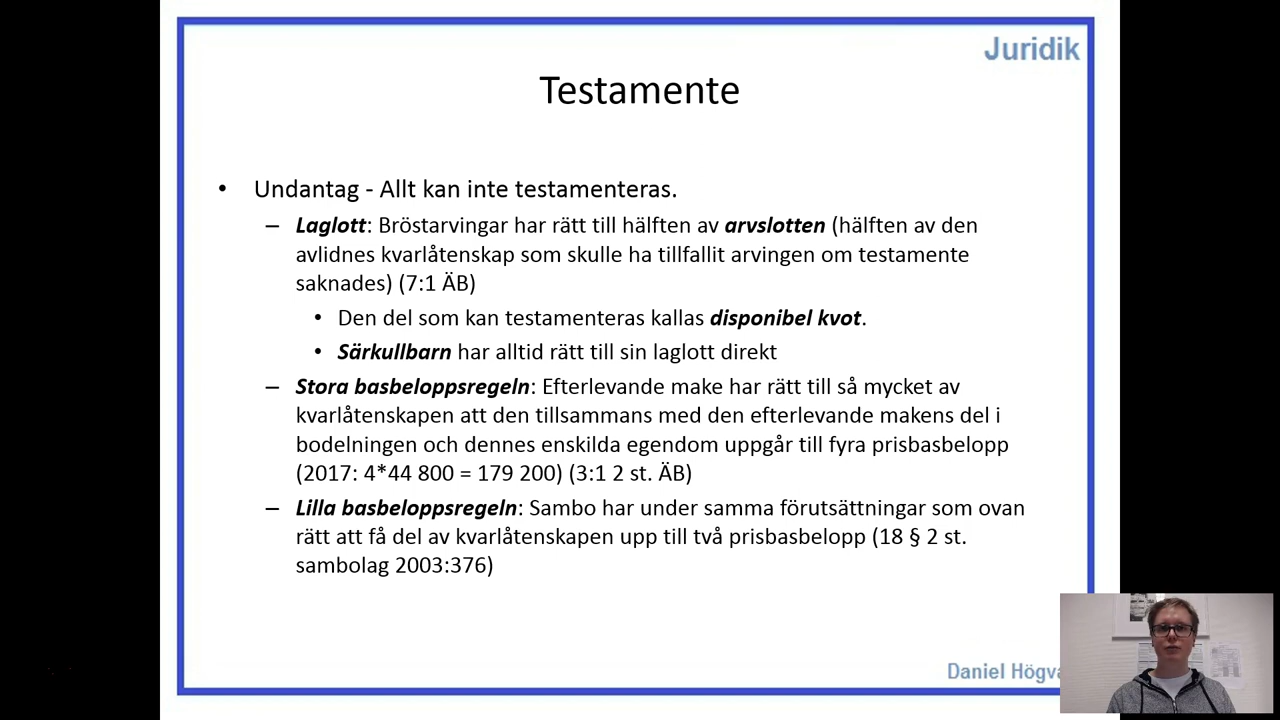 Juridik
Testamente
• Undantag - Allt kan inte testamenteras.
– Laglott: Bröstarvingar har rätt till hälften av arvslotten (hälften av den
avlidnes kvarlåtenskap som skulle ha tillfallit arvingen om testamente
saknades) (7:1 ÄB)
• Den del som kan testamenteras kallas disponibel kvot.
• Särkullbarn har alltid rätt till sin laglott direkt
– Stora basbeloppsregeln: Efterlevande make har rätt till så mycket av
kvarlåtenskapen att den tillsammans med den efterlevande makens del i
bodelningen och dennes enskilda egendom uppgår till fyra prisbasbelopp
(2017: 4*44 800 = 179 200) (3:1 2 st. ÄB)
– Lilla basbeloppsregeln: Sambo har under samma förutsättningar som ovan
rätt att få del av kvarlåtenskapen upp till två prisbasbelopp (18 § 2 st.
sambolag 2003:376)
Daniel